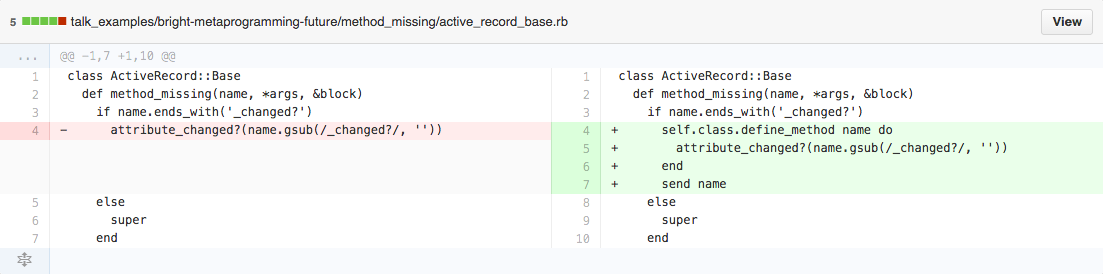 5 talk_examples/bright-metaprogramming-future/method_missing/active_record_base.rb View
... @@ -1,7 +1,10 @@
1 class ActiveRecord::Base
2 def method_missing(name, *args, &block)
3 if name.ends_with('_changed?')
4 - attribute_changed?(name.gsub(/_changed?/, ''))
5 else
6 super
7 end
1 class ActiveRecord::Base
2 def method_missing(name, *args, &block)
3 if name.ends_with('_changed?')
4 + self.class.define_method name do
5 + attribute_changed?(name.gsub(/_changed?/, ''))
6 + end
7 + send name
8 else
9 super
10 end